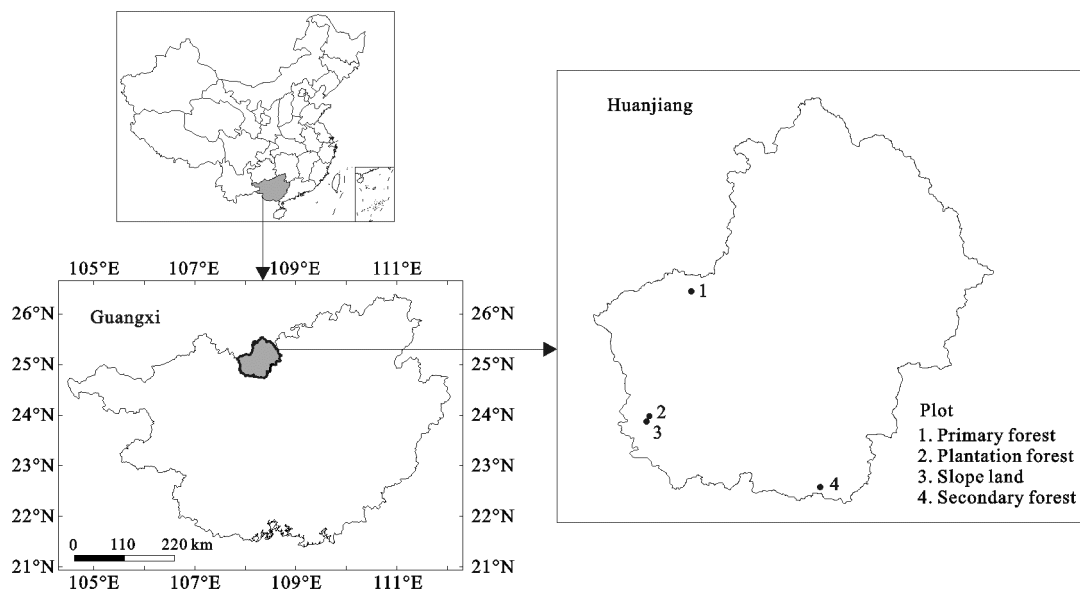 105°E 107°E 109°E 111°E
Guangxi
26°N 26°N
25°N 25°N
24°N 24°N
23°N 23°N
22°N 22°N
21°N 21°N
0 110 220 km
105°E 107°E 109°E 111°E
Huanjiang
1
2
3
4
Plot
1. Primary forest
2. Plantation forest
3. Slope land
4. Secondary forest